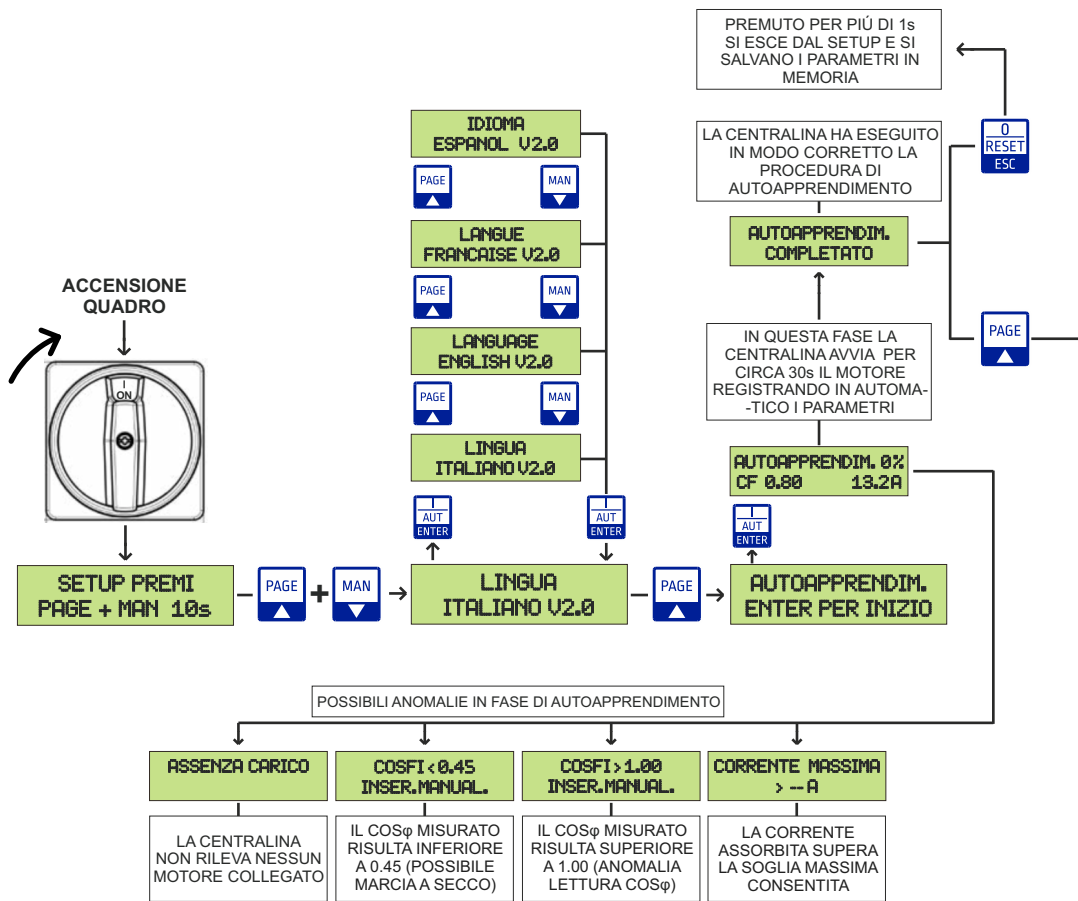 PREMUTO PER PIÚ DI 1s
SI ESCE DAL SETUP E SI
SALVANO I PARAMETRI IN
MEMORIA
0
RESET
ESC
LA CENTRALINA HA ESEGUITO
IN MODO CORRETTO LA
PROCEDURA DI
AUTOAPPRENDIMENTO
AUTOAPPRENDIM.
COMPLETATO
PAGE
IN QUESTA FASE LA
CENTRALINA AVVIA PER
CIRCA 30s IL MOTORE
REGISTRANDO IN AUTOMA-
-TICO I PARAMETRI
AUTOAPPRENDIM. 0%
CF 0.80 13.2A
I
AUT
ENTER
IDIOMA
ESPANOL V2.0
PAGE
MAN
LANGUE
FRANCAISE V2.0
PAGE
MAN
LANGUAGE
ENGLISH V2.0
PAGE
MAN
LINGUA
ITALIANO V2.0
I
AUT
ENTER
I
AUT
ENTER
ACCENSIONE
QUADRO
I
ON
SETUP PREMI
PAGE + MAN 10s
PAGE
+
MAN
LINGUA
ITALIANO V2.0
PAGE
AUTOAPPRENDIM.
ENTER PER INIZIO
POSSIBILI ANOMALIE IN FASE DI AUTOAPPRENDIMENTO
ASSENZA CARICO
LA CENTRALINA
NON RILEVA NESSUN
MOTORE COLLEGATO
COSFI<0.45
INSER.MANUAL.
IL COSφ MISURATO
RISULTA INFERIORE
A 0.45 (POSSIBILE
MARCIA A SECCO)
COSFI>1.00
INSER.MANUAL.
IL COSφ MISURATO
RISULTA SUPERIORE
A 1.00 (ANOMALIA
LETTURA COSφ)
CORRENTE MASSIMA
> -- A
LA CORRENTE
ASSORBITA SUPERA
LA SOGLIA MASSIMA
CONSENTITA